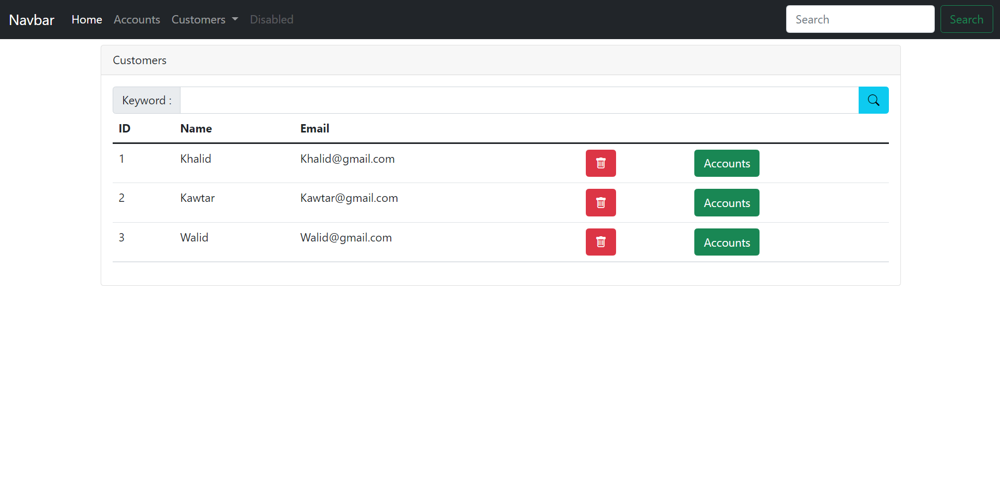 Navbar Home Accounts Customers Disabled Search Search
Customers
Keyword :
ID Name Email
1 Khalid Khalid@gmail.com Accounts
2 Kawtar Kawtar@gmail.com Accounts
3 Walid Walid@gmail.com Accounts